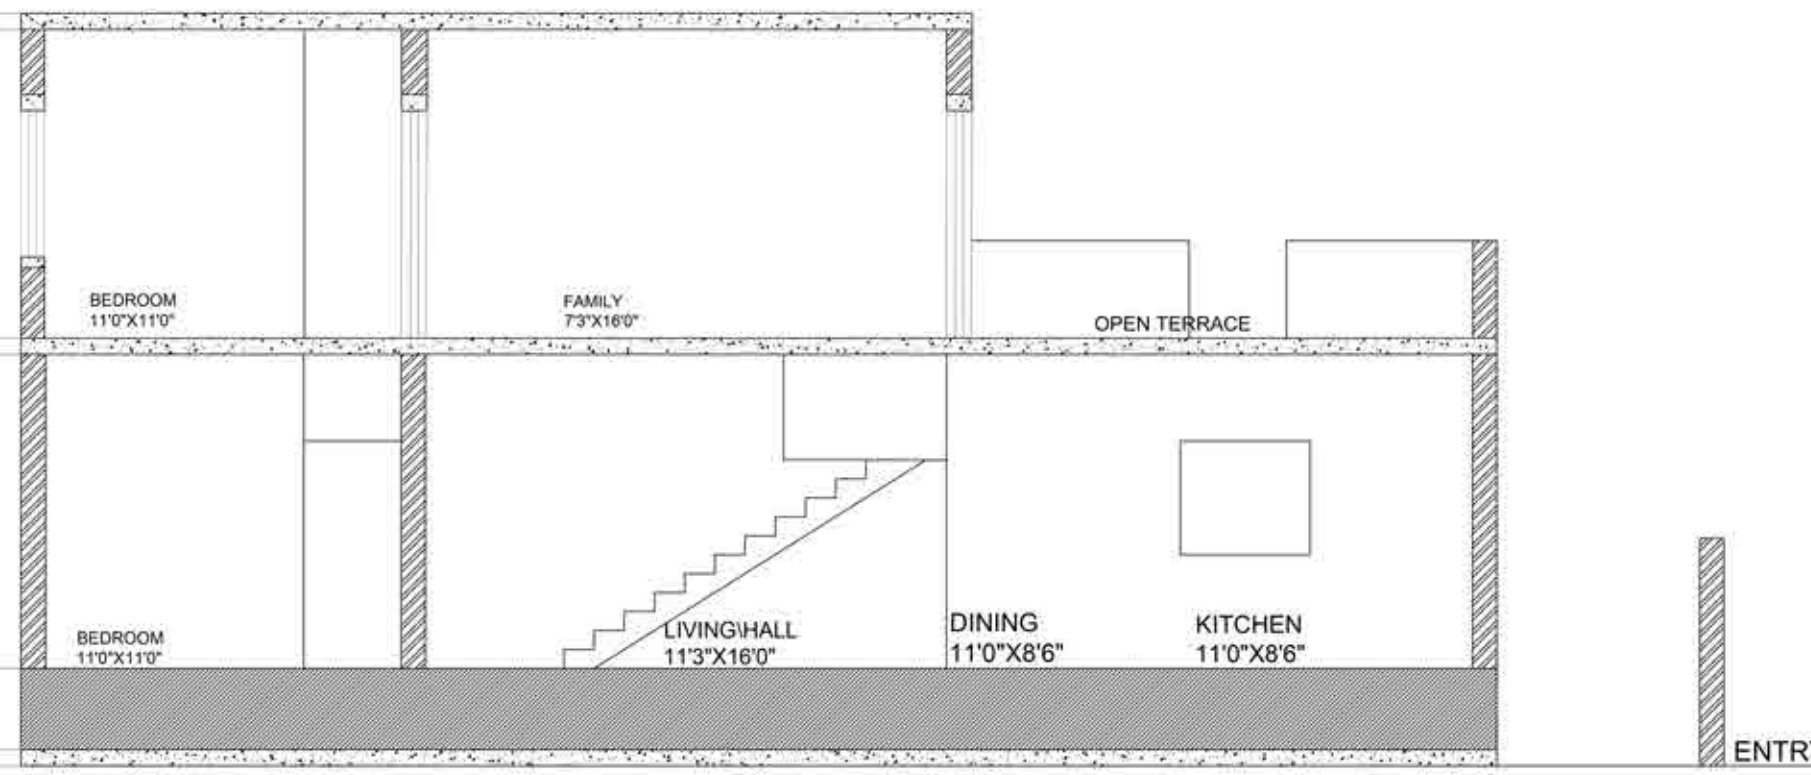 BEDROOM
11'0"X11'0"
FAMILY
7'3"X16'0"
OPEN TERRACE
BEDROOM
11'0"X11'0"
LIVING\HALL
11'3"X16'0"
DINING
11'0"X8'6"
KITCHEN
11'0"X8'6"